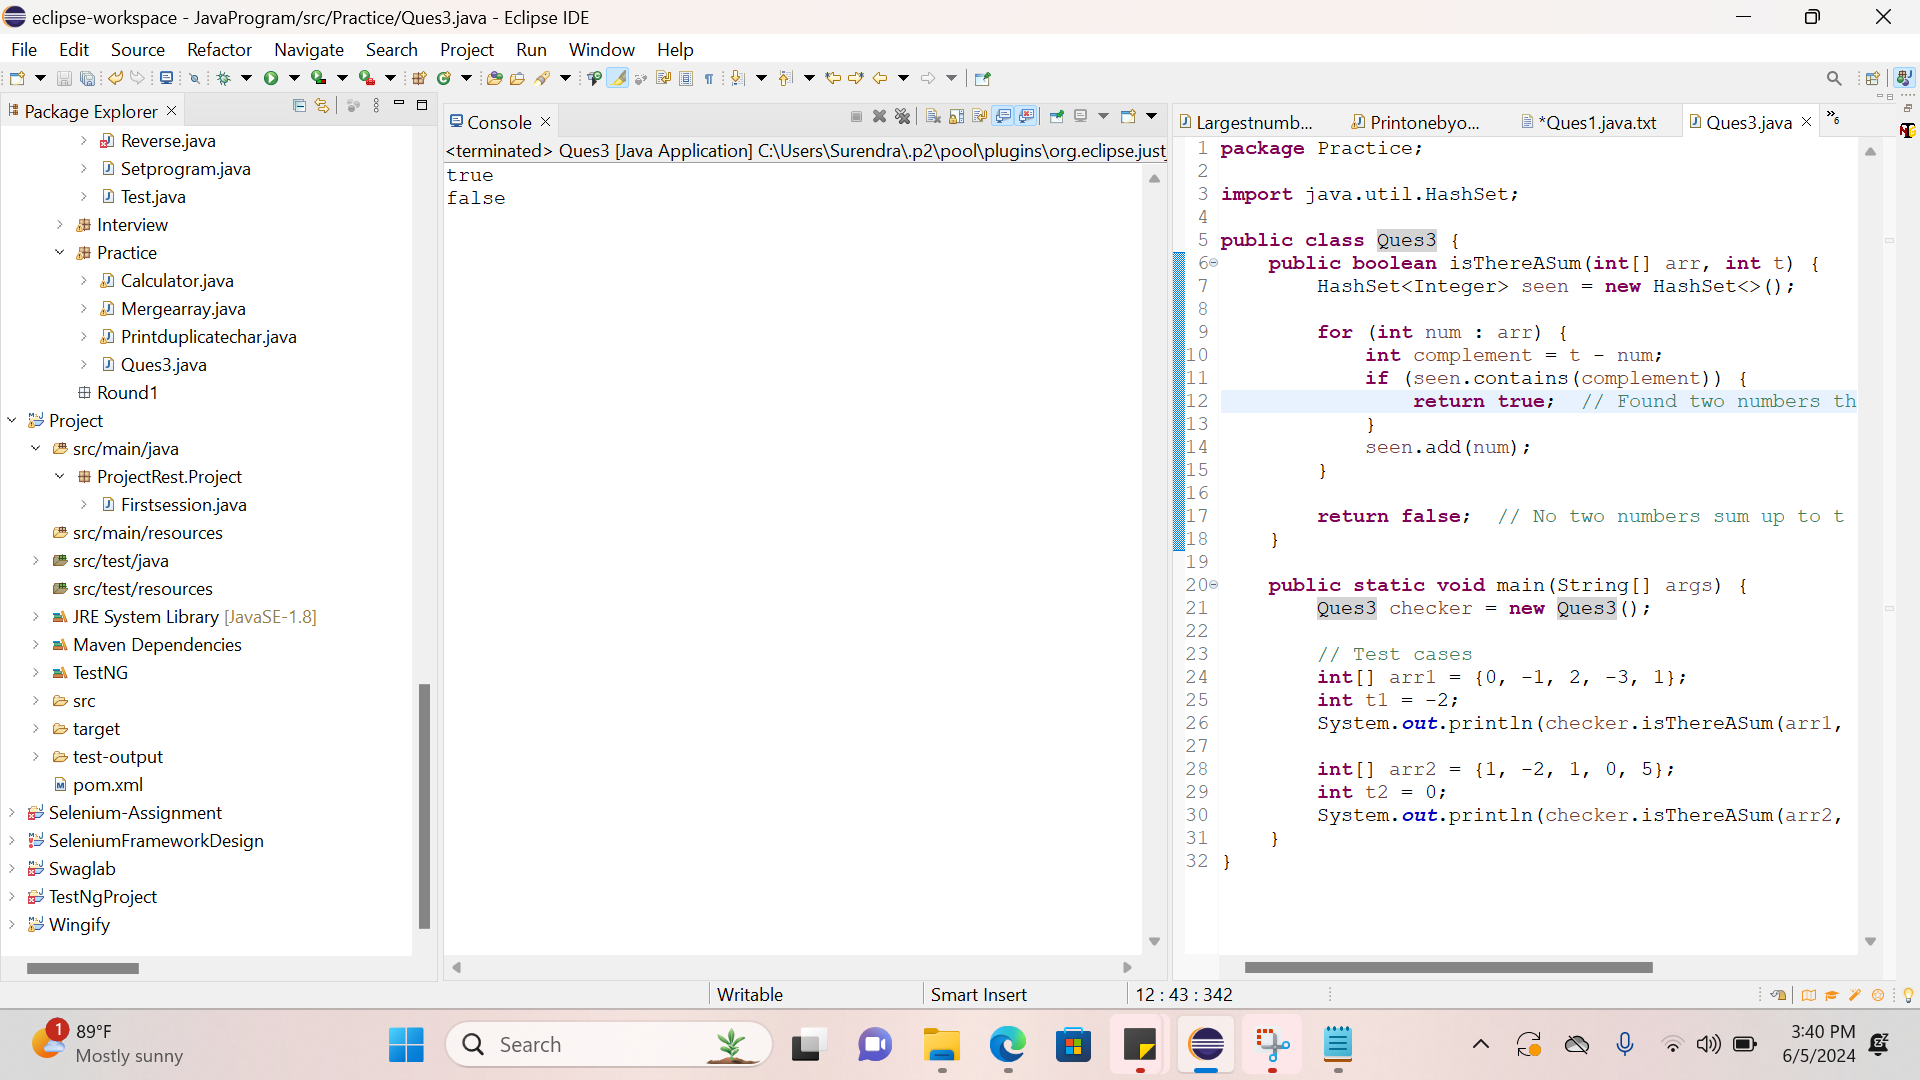 eclipse-workspace - JavaProgram/src/Practice/Ques3.java - Eclipse IDE
File Edit Source Refactor Navigate Search Project Run Window Help
Package Explorer
Reverse.java
Setprogram.java
Test.java
Interview
Practice
Calculator.java
Mergearray.java
Printduplicatechar.java
Ques3.java
Round1
Project
src/main/java
ProjectRest.Project
Firstsession.java
src/main/resources
src/test/java
src/test/resources
JRE System Library [JavaSE-1.8]
Maven Dependencies
TestNG
src
target
test-output
pom.xml
Selenium-Assignment
SeleniumFrameworkDesign
Swaglab
TestNgProject
Wingify
Console
<terminated> Ques3 [Java Application] C:\Users\Surendra\.p2\pool\plugins\org.eclipse.just
true
false
Largestnumb... Printonebyo... *Ques1.java.txt Ques3.java »6
1 package Practice;
2
3 import java.util.HashSet;
4
5 public class Ques3 {
6 public boolean isThereASum(int[] arr, int t) {
7 HashSet<Integer> seen = new HashSet<>();
8
9 for (int num : arr) {
10 int complement = t - num;
11 if (seen.contains(complement)) {
12 return true; // Found two numbers th
13 }
14 seen.add(num);
15 }
16
17 return false; // No two numbers sum up to t
18 }
19
20 public static void main(String[] args) {
21 Ques3 checker = new Ques3();
22
23 // Test cases
24 int[] arr1 = {0, -1, 2, -3, 1};
25 int t1 = -2;
26 System.out.println(checker.isThereASum(arr1,
27
28 int[] arr2 = {1, -2, 1, 0, 5};
29 int t2 = 0;
30 System.out.println(checker.isThereASum(arr2,
31 }
32 }
Writable Smart Insert 12 : 43 : 342
1
89°F
Mostly sunny
Search
3:40 PM
6/5/2024